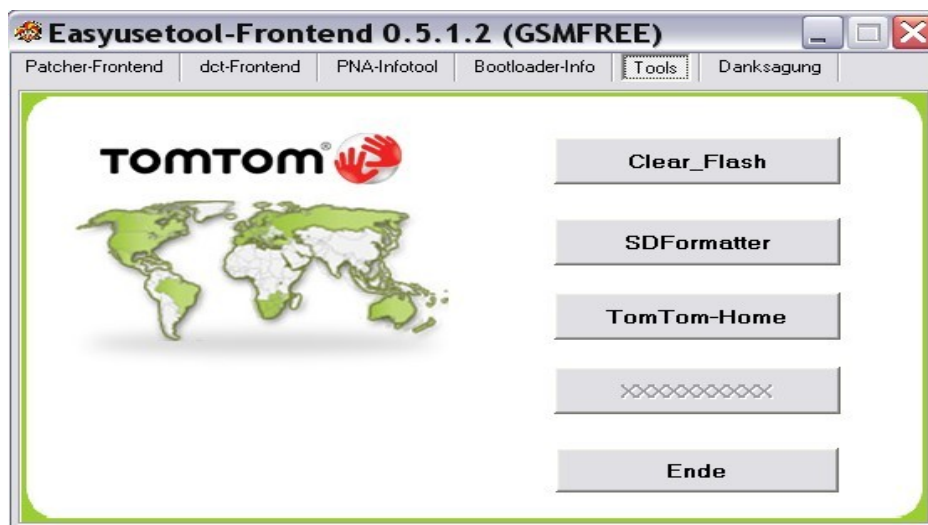 Easyusetool-Frontend 0.5.1.2 (GSMFREE)
Patcher-Frontend dct-Frontend PNA-Infotool Bootloader-Info Tools Danksagung
TOMTOM®
Clear_Flash
SDFormatter
TomTom-Home
XXXXXXXXXXX
Ende